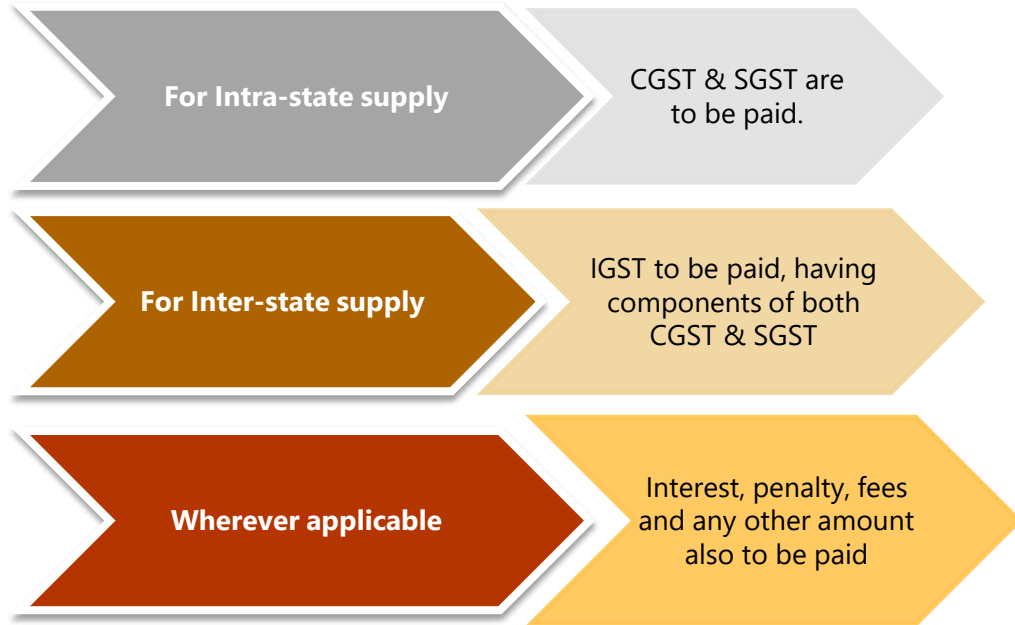 For Intra-state supply
CGST & SGST are
to be paid.
For Inter-state supply
IGST to be paid, having
components of both
CGST & SGST
Wherever applicable
Interest, penalty, fees
and any other amount
also to be paid